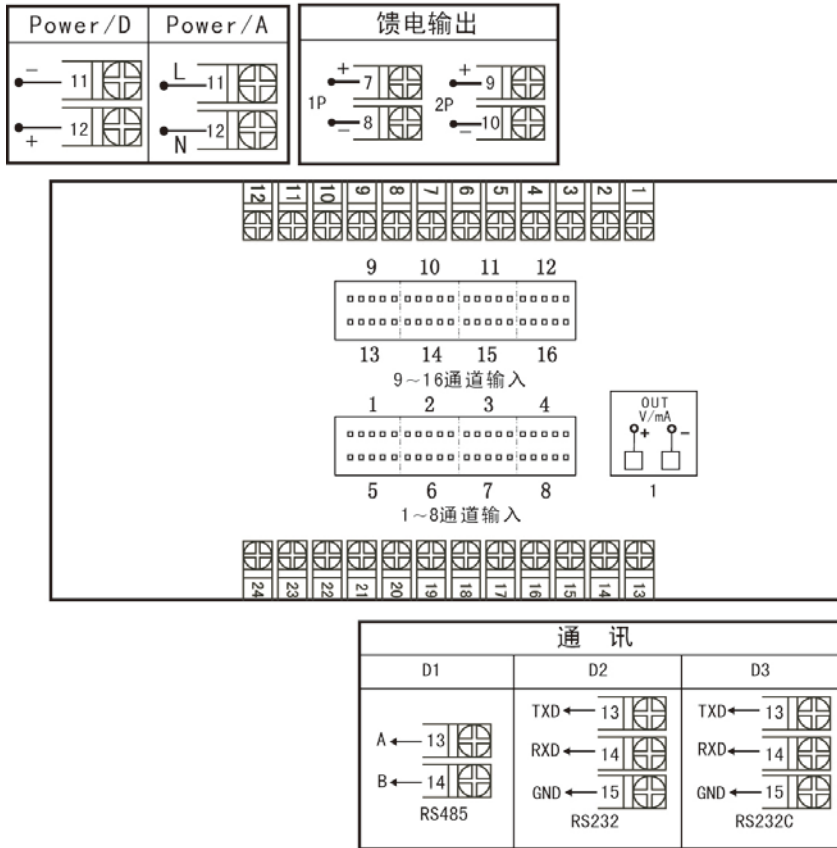 Power/D Power/A
- 11 L 11
+ 12 N 12
馈电输出
+ 7 + 9
1P 2P
- 8 - 10
12 11 10 9 8 7 6 5 4 3 2 1
9 10 11 12
13 14 15 16
9~16通道输入
1 2 3 4
5 6 7 8
1~8通道输入
OUT
V/mA
+ -
1
24 23 22 21 20 19 18 17 16 15 14 13
通 讯
D1 D2 D3
A 13
B 14
RS485
TXD 13
RXD 14
GND 15
RS232
TXD 13
RXD 14
GND 15
RS232C